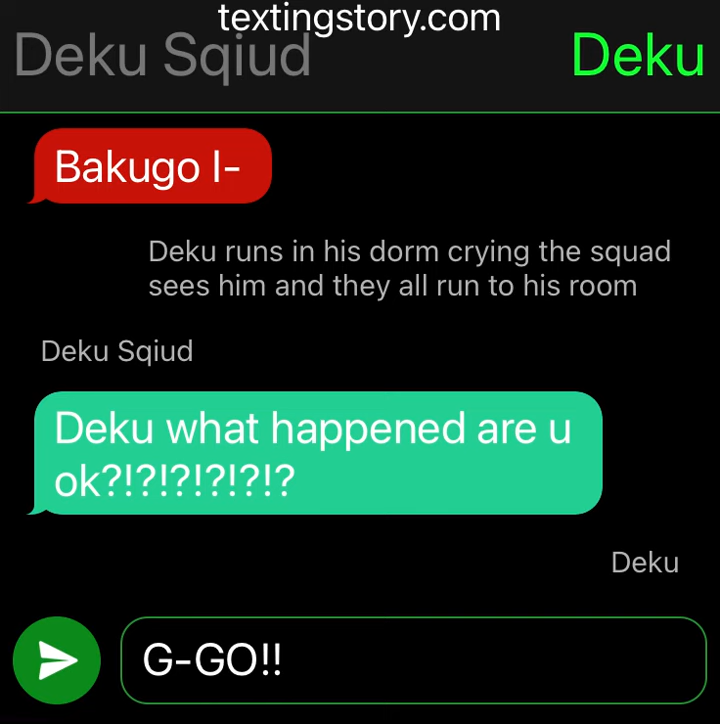 textingstory.com
Deku Sqiud
Deku
Bakugo I-
Deku runs in his dorm crying the squad
sees him and they all run to his room
Deku Sqiud
Deku what happened are u
ok?!?!?!?!?!?
Deku
G-GO!!